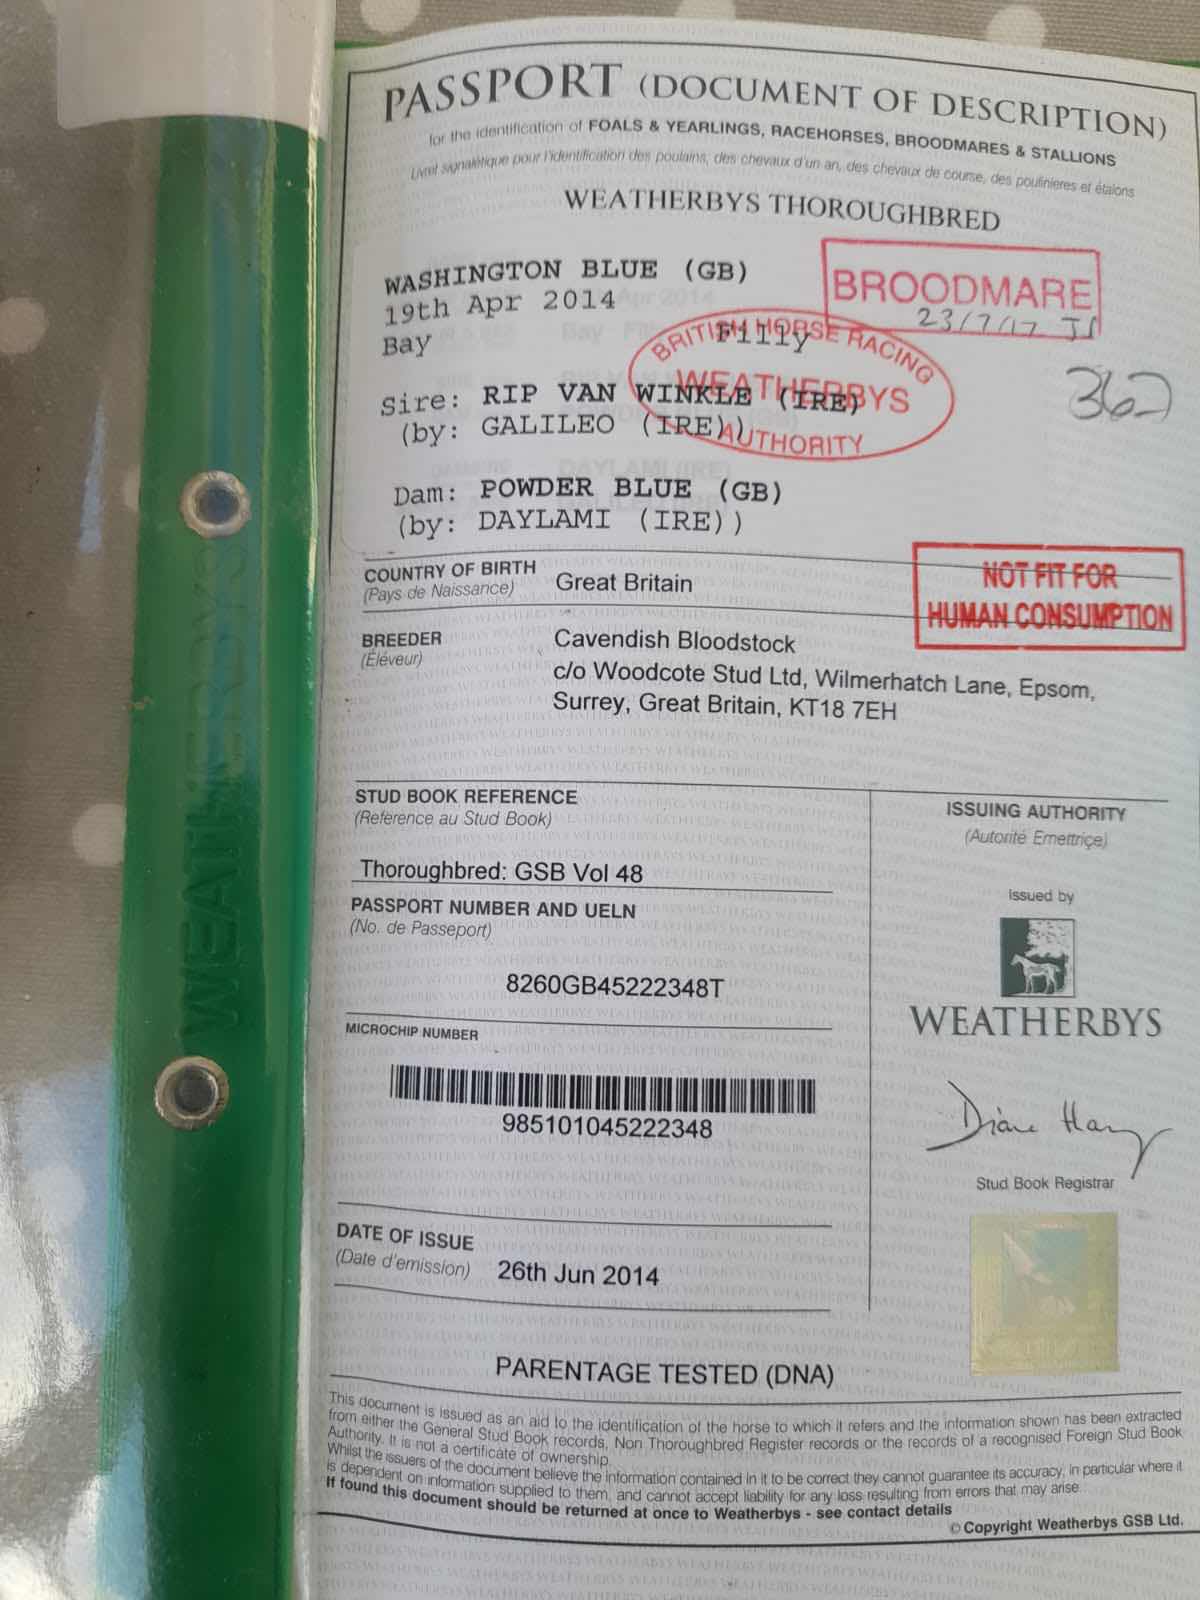 PASSPORT (DOCUMENT OF DESCRIPTION)
for the identification of FOALS & YEARLINGS, RACEHORSES, BROODMARES & STALLIONS
Livret signalétique pour l'identification des poulains, des chevaux d'un an, des chevaux de course, des poulinieres et étalons
WEATHERBYS THOROUGHBRED
WASHINGTON BLUE (GB)
19th Apr 2014
Bay Filly
BROODMARE
23/7/17 JS
BRITISH HORSE RACING
WEATHERBYS
AUTHORITY
362
Sire: RIP VAN WINKLE (IRE)
(by: GALILEO (IRE))
Dam: POWDER BLUE (GB)
(by: DAYLAMI (IRE))
COUNTRY OF BIRTH
(Pays de Naissance)
Great Britain
NOT FIT FOR
HUMAN CONSUMPTION
BREEDER
(Éléveur)
Cavendish Bloodstock
c/o Woodcote Stud Ltd, Wilmerhatch Lane, Epsom,
Surrey, Great Britain, KT18 7EH
STUD BOOK REFERENCE
(Reference au Stud Book)
Thoroughbred: GSB Vol 48
PASSPORT NUMBER AND UELN
(No. de Passeport)
8260GB45222348T
MICROCHIP NUMBER
985101045222348
DATE OF ISSUE
(Date d'emission)
26th Jun 2014
ISSUING AUTHORITY
(Autorité Emettriçe)
Issued by
WEATHERBYS
Stud Book Registrar
PARENTAGE TESTED (DNA)
This document is issued as an aid to the identification of the horse to which it refers and the information shown has been extracted
from either the General Stud Book records, Non Thoroughbred Register records or the records of a recognised Foreign Stud Book
Authority. It is not a certificate of ownership.
Whilst the issuers of the document believe the information contained in it to be correct they cannot guarantee its accuracy, in particular where it
is dependent on information supplied to them, and cannot accept liability for any loss resulting from errors that may arise.
If found this document should be returned at once to Weatherbys - see contact details
© Copyright Weatherbys GSB Ltd.
WEATHERBYS